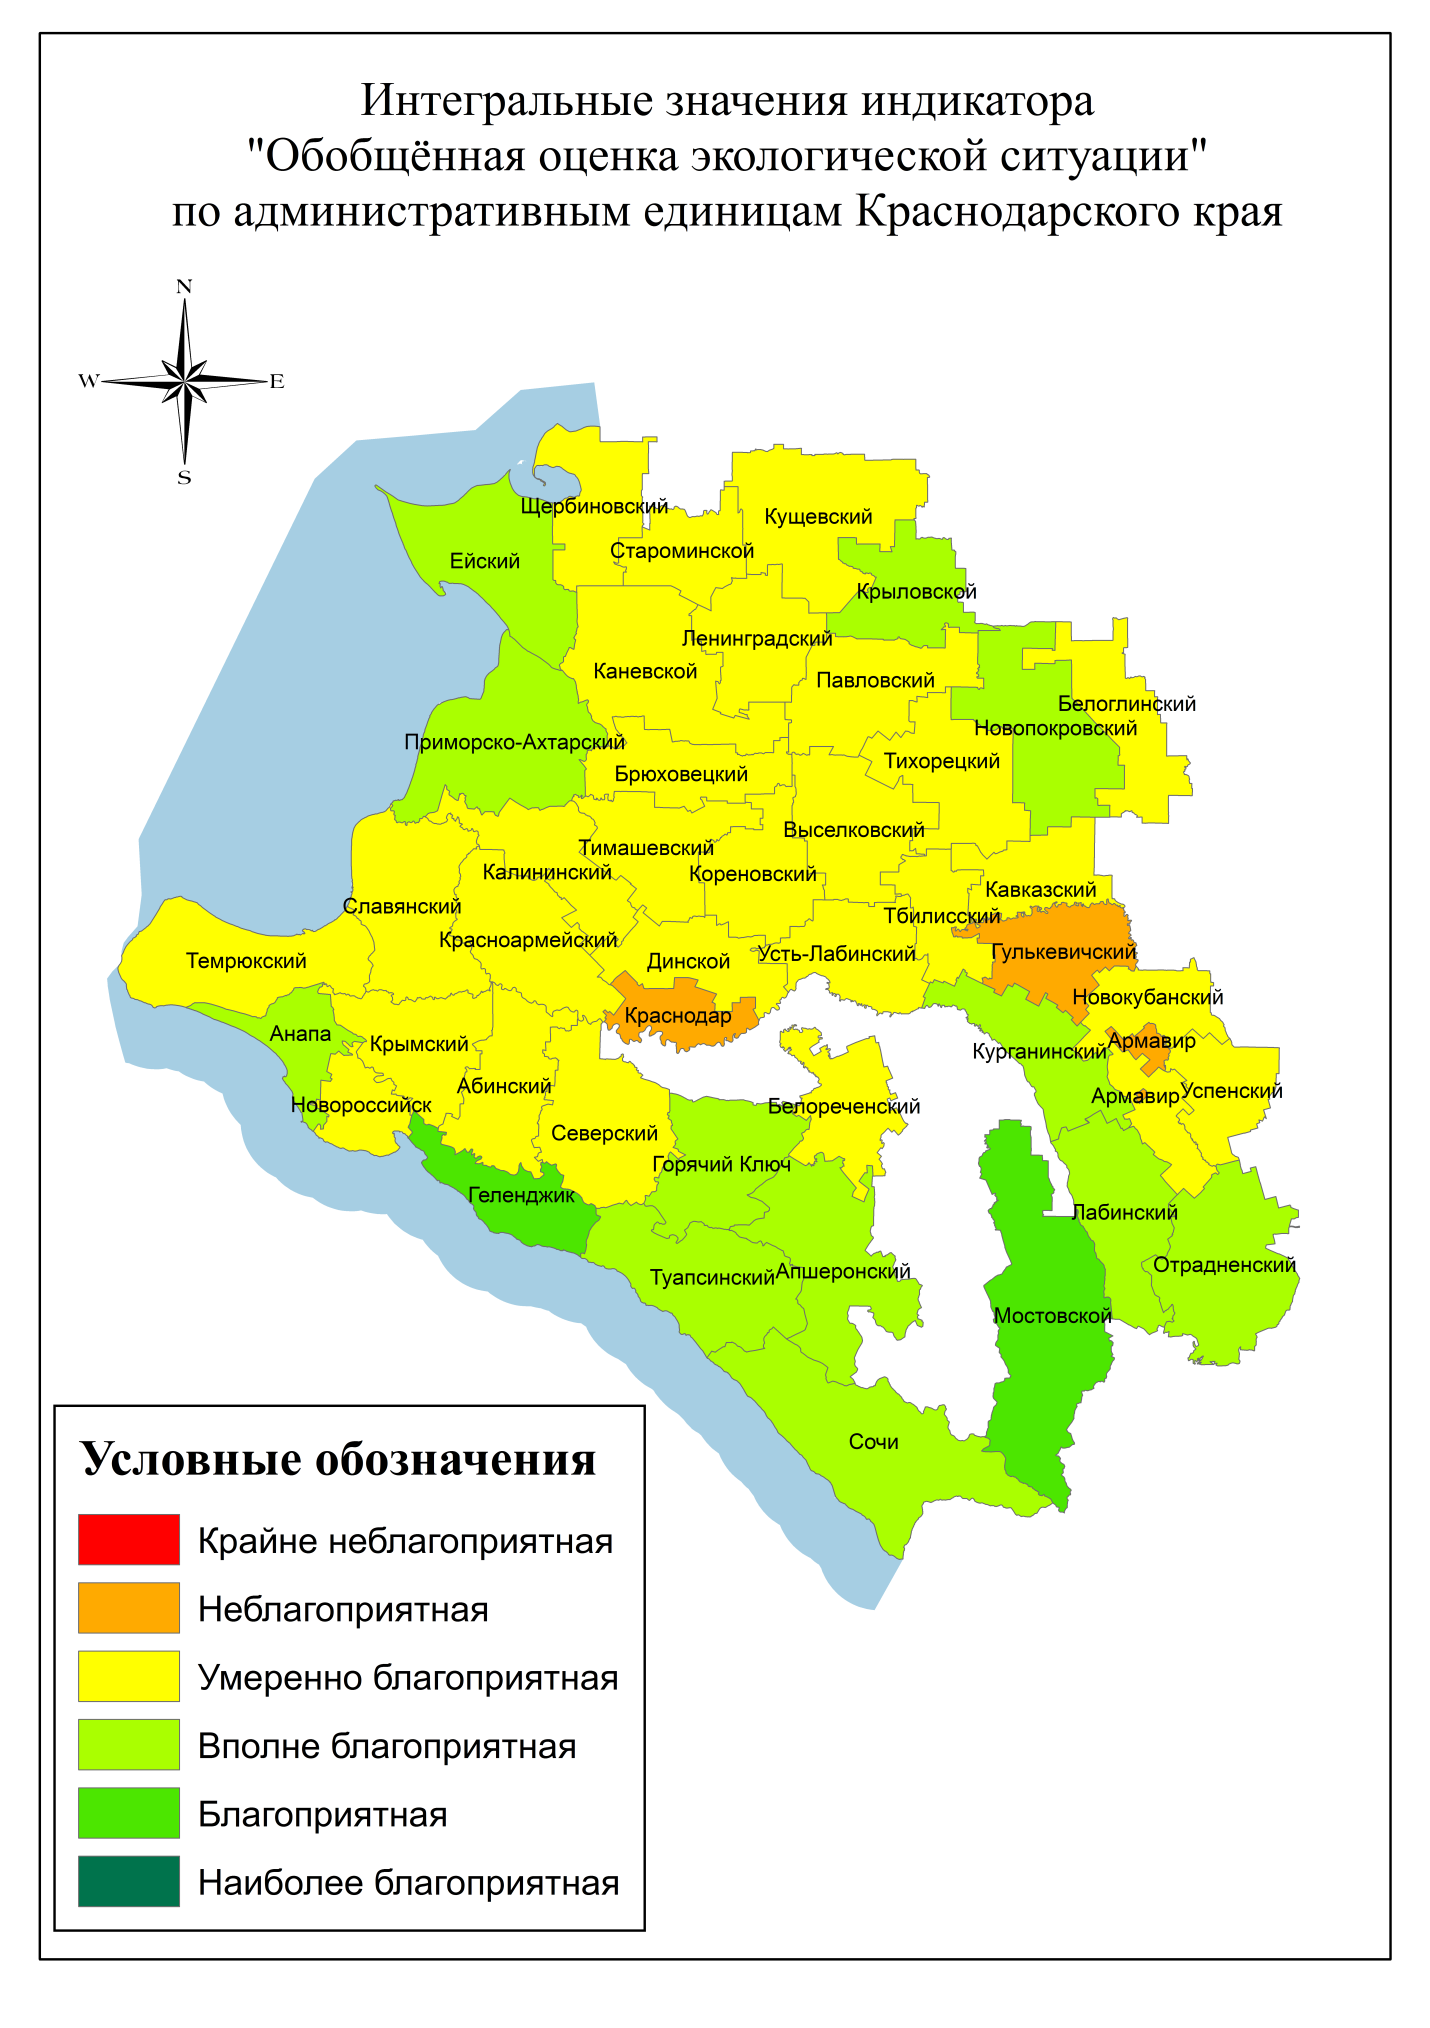 Интегральные значения индикатора
"Обобщённая оценка экологической ситуации"
по административным единицам Краснодарского края
N
W
E
S
Щербиновский
Кущевский
Староминской
Ейский
Крыловской
Ленинградский
Каневской
Павловский
Белоглинский
Новопокровский
Приморско-Ахтарский
Тихорецкий
Брюховецкий
Выселковский
Тимашевский
Калининский
Кореновский
Кавказский
Славянский
Тбилисский
Красноармейский
Гулькевичский
Усть-Лабинский
Темрюкский
Динской
Новокубанский
Краснодар
Анапа
Армавир
Крымский
Курганинский
Абинский
Успенский
Армавир
Новороссийск
Белореченский
Северский
Горячий Ключ
Геленджик
Лабинский
Отрадненский
Апшеронский
Туапсинский
Мостовской
Сочи
Условные обозначения
Крайне неблагоприятная
Неблагоприятная
Умеренно благоприятная
Вполне благоприятная
Благоприятная
Наиболее благоприятная